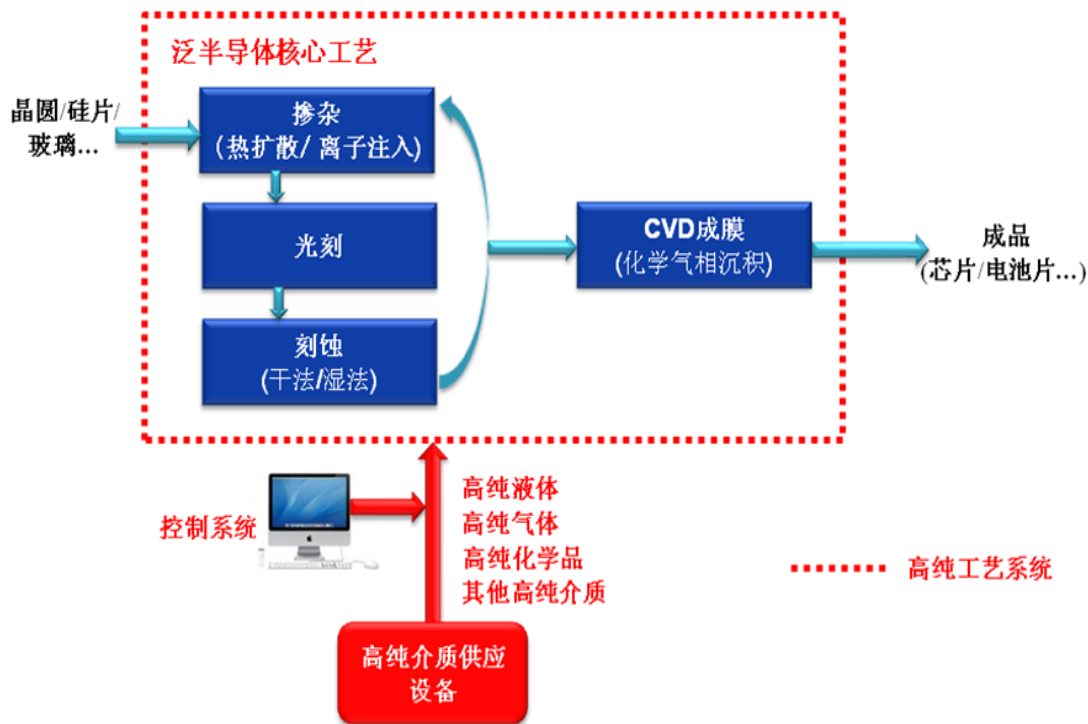 泛半导体核心工艺
晶圆/硅片/
玻璃...
掺杂
(热扩散/ 离子注入)
光刻
刻蚀
(干法/湿法)
CVD成膜
(化学气相沉积)
成品
(芯片/电池片...)
控制系统
高纯液体
高纯气体
高纯化学品
其他高纯介质
高纯工艺系统
高纯介质供应
设备